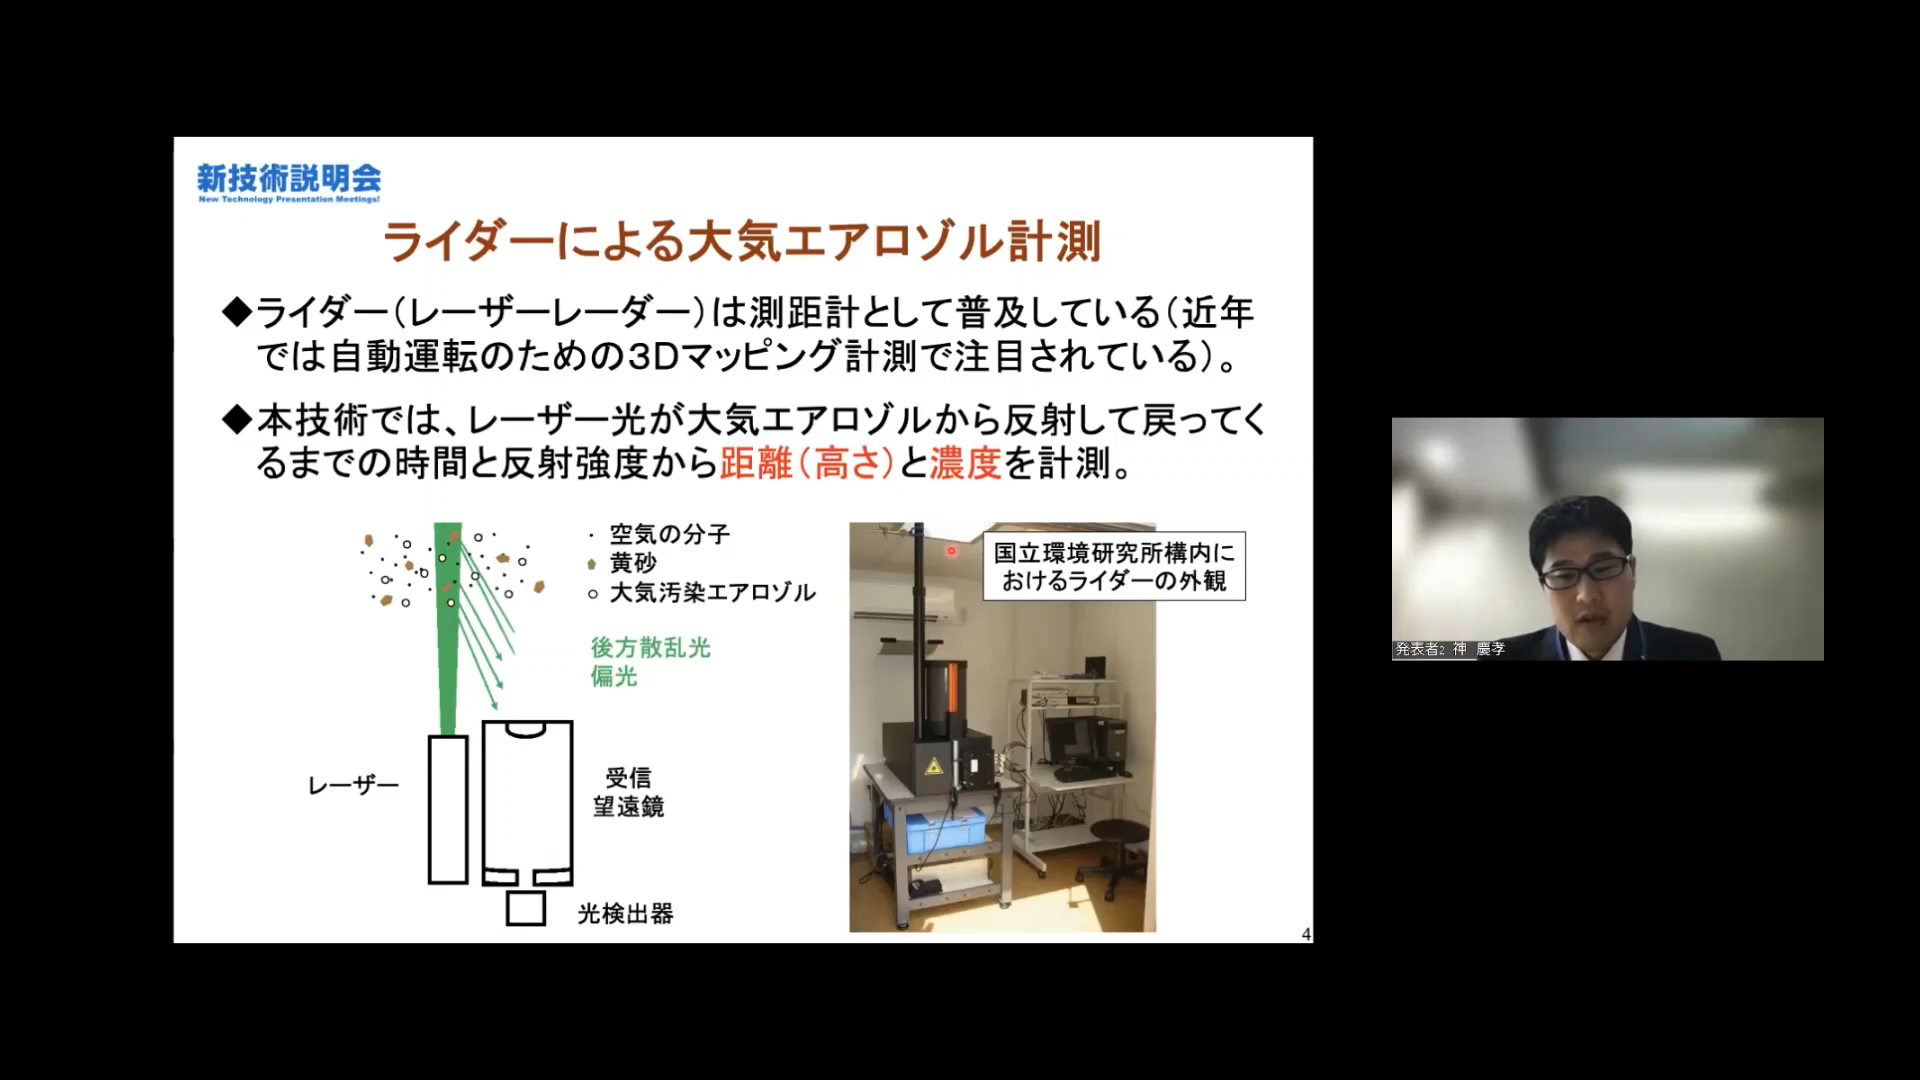 新技術説明会
New Technology Presentation Meetings!
ライダーによる大気エアロゾル計測
◆ライダー（レーザーレーダー）は測距計として普及している（近年
では自動運転のための３Dマッピング計測で注目されている）。
◆本技術では、レーザー光が大気エアロゾルから反射して戻ってく
るまでの時間と反射強度から距離（高さ）と濃度を計測。
空気の分子
黄砂
大気汚染エアロゾル
後方散乱光
偏光
レーザー
受信
望遠鏡
光検出器
国立環境研究所構内に
おけるライダーの外観
4
発表者2 神 慶孝